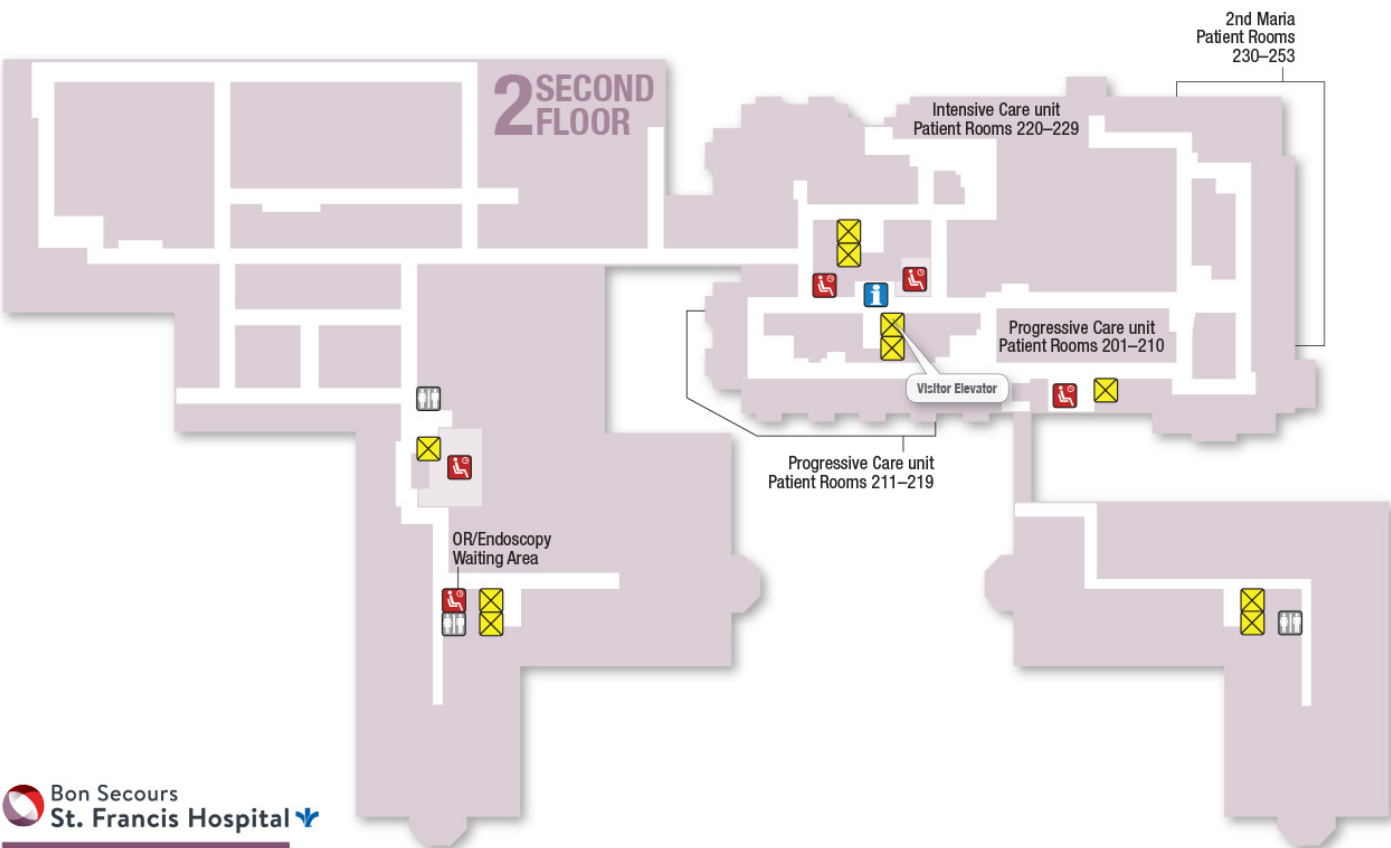 2nd Maria
Patient Rooms
230–253
2 SECOND
FLOOR
Intensive Care unit
Patient Rooms 220–229
Progressive Care unit
Patient Rooms 201–210
Visitor Elevator
Progressive Care unit
Patient Rooms 211–219
OR/Endoscopy
Waiting Area
Bon Secours
St. Francis Hospital